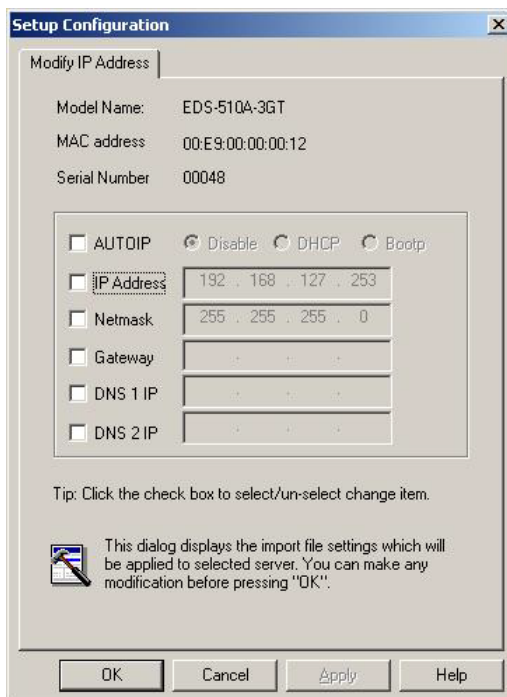 Setup Configuration
Modify IP Address
Model Name: EDS-510A-3GT
MAC address 00:E9:00:00:00:12
Serial Number 00048
AUTOIP Disable DHCP Bootp
IP Address 192 . 168 . 127 . 253
Netmask 255 . 255 . 255 . 0
Gateway . . .
DNS 1 IP . . .
DNS 2 IP . . .
Tip: Click the check box to select/un-select change item.
This dialog displays the import file settings which will
be applied to selected server. You can make any
modification before pressing "OK".
OK Cancel Apply Help